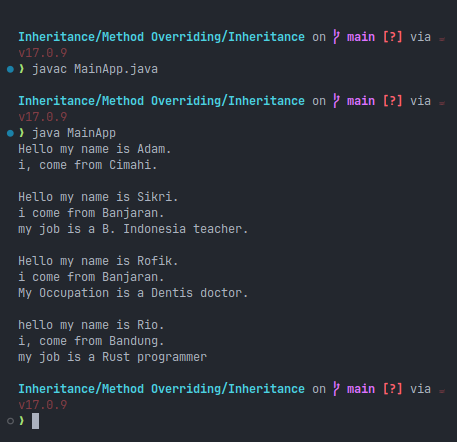 Inheritance/Method Overriding/Inheritance on main [?] via
v17.0.9
❯ javac MainApp.java
Inheritance/Method Overriding/Inheritance on main [?] via
v17.0.9
❯ java MainApp
Hello my name is Adam.
i, come from Cimahi.
Hello my name is Sikri.
i come from Banjaran.
my job is a B. Indonesia teacher.
Hello my name is Rofik.
i come from Banjaran.
My Occupation is a Dentis doctor.
hello my name is Rio.
i, come from Bandung.
my job is a Rust programmer
Inheritance/Method Overriding/Inheritance on main [?] via
v17.0.9
❯